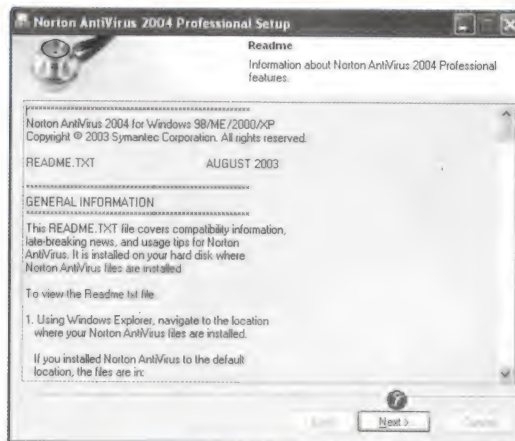 Norton AntiVirus 2004 Professional Setup
Readme
Information about Norton AntiVirus 2004 Professional
features.
Norton AntiVirus 2004 for Windows 98/ME/2000/XP
Copyright © 2003 Symantec Corporation. All rights reserved.
README.TXT AUGUST 2003
GENERAL INFORMATION
This README.TXT file covers compatibility information,
late-breaking news, and usage tips for Norton
AntiVirus. It is installed on your hard disk where
Norton AntiVirus files are installed
To view the Readme txt file
1. Using Windows Explorer, navigate to the location
where your Norton AntiVirus files are installed.
If you installed Norton AntiVirus to the default
location, the files are in:
7
Next >
Cancel